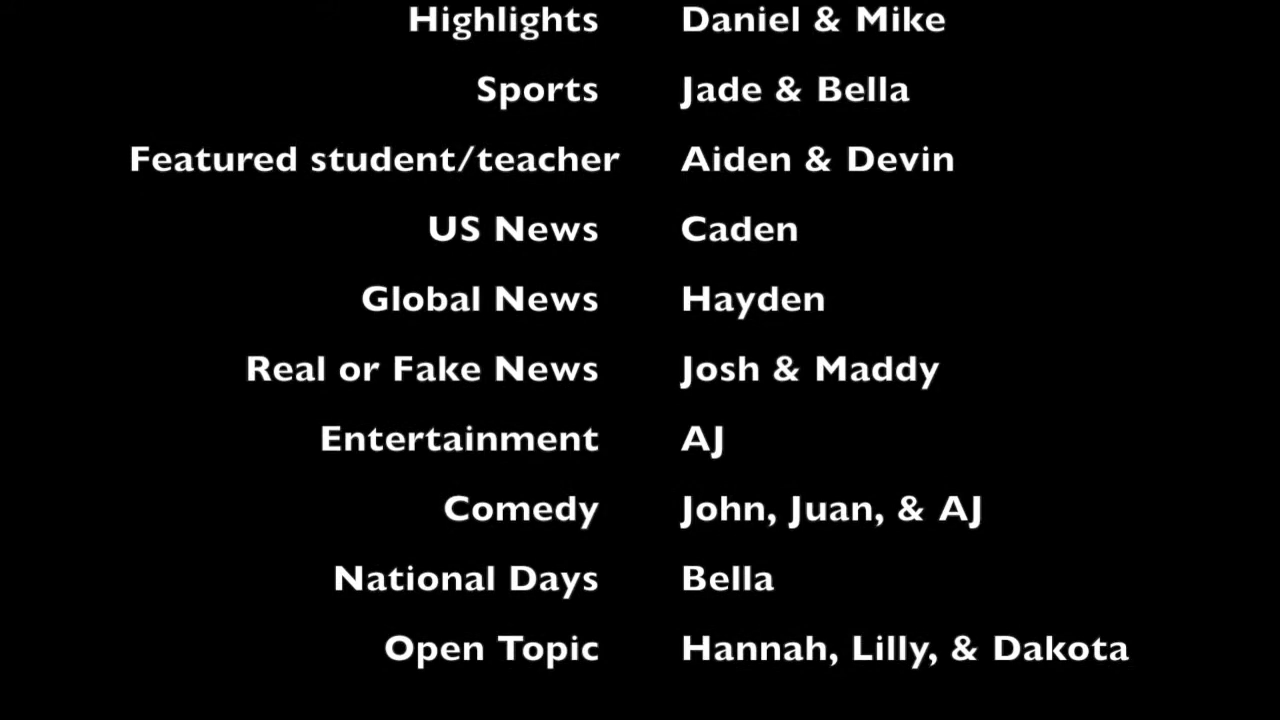 Highlights Daniel & Mike
Sports Jade & Bella
Featured student/teacher Aiden & Devin
US News Caden
Global News Hayden
Real or Fake News Josh & Maddy
Entertainment AJ
Comedy John, Juan, & AJ
National Days Bella
Open Topic Hannah, Lilly, & Dakota